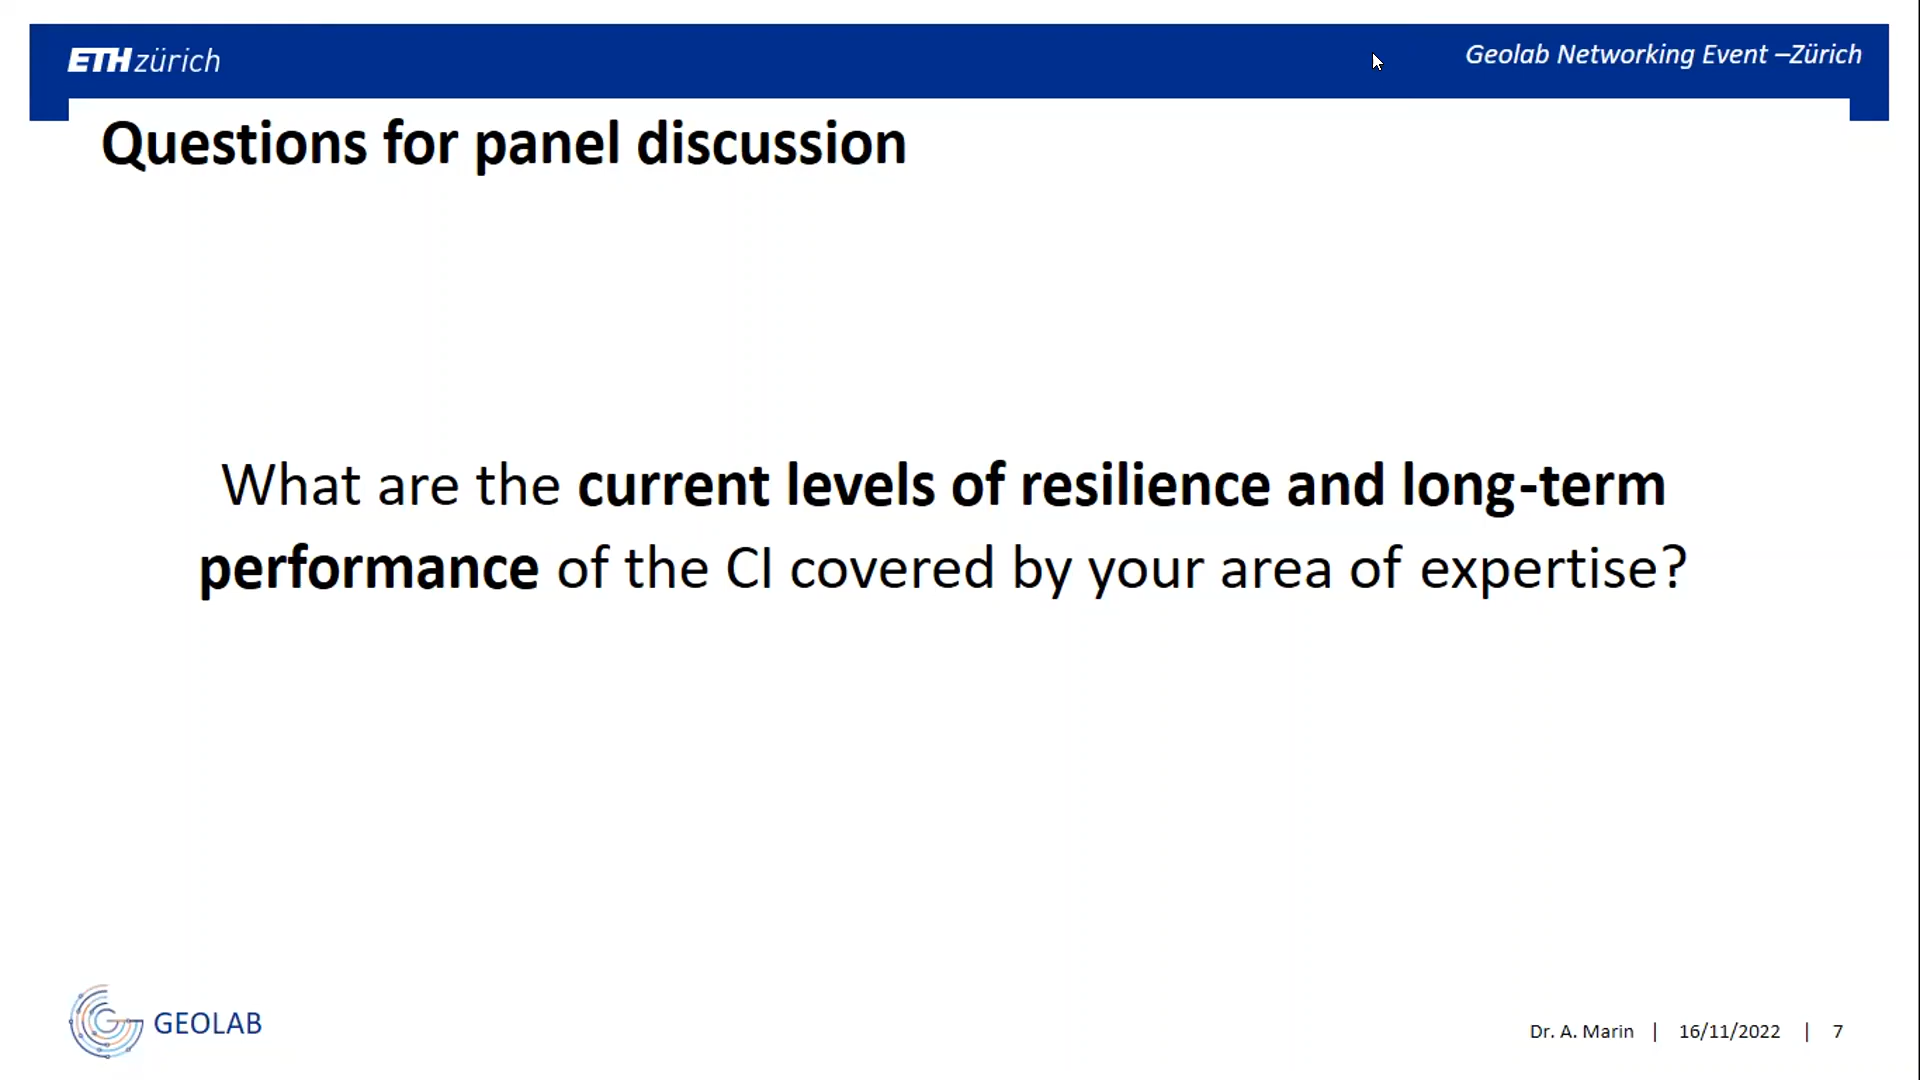 ETH zürich
Geolab Networking Event –Zürich
Questions for panel discussion
What are the current levels of resilience and long-term
performance of the CI covered by your area of expertise?
GEOLAB
Dr. A. Marin | 16/11/2022 | 7